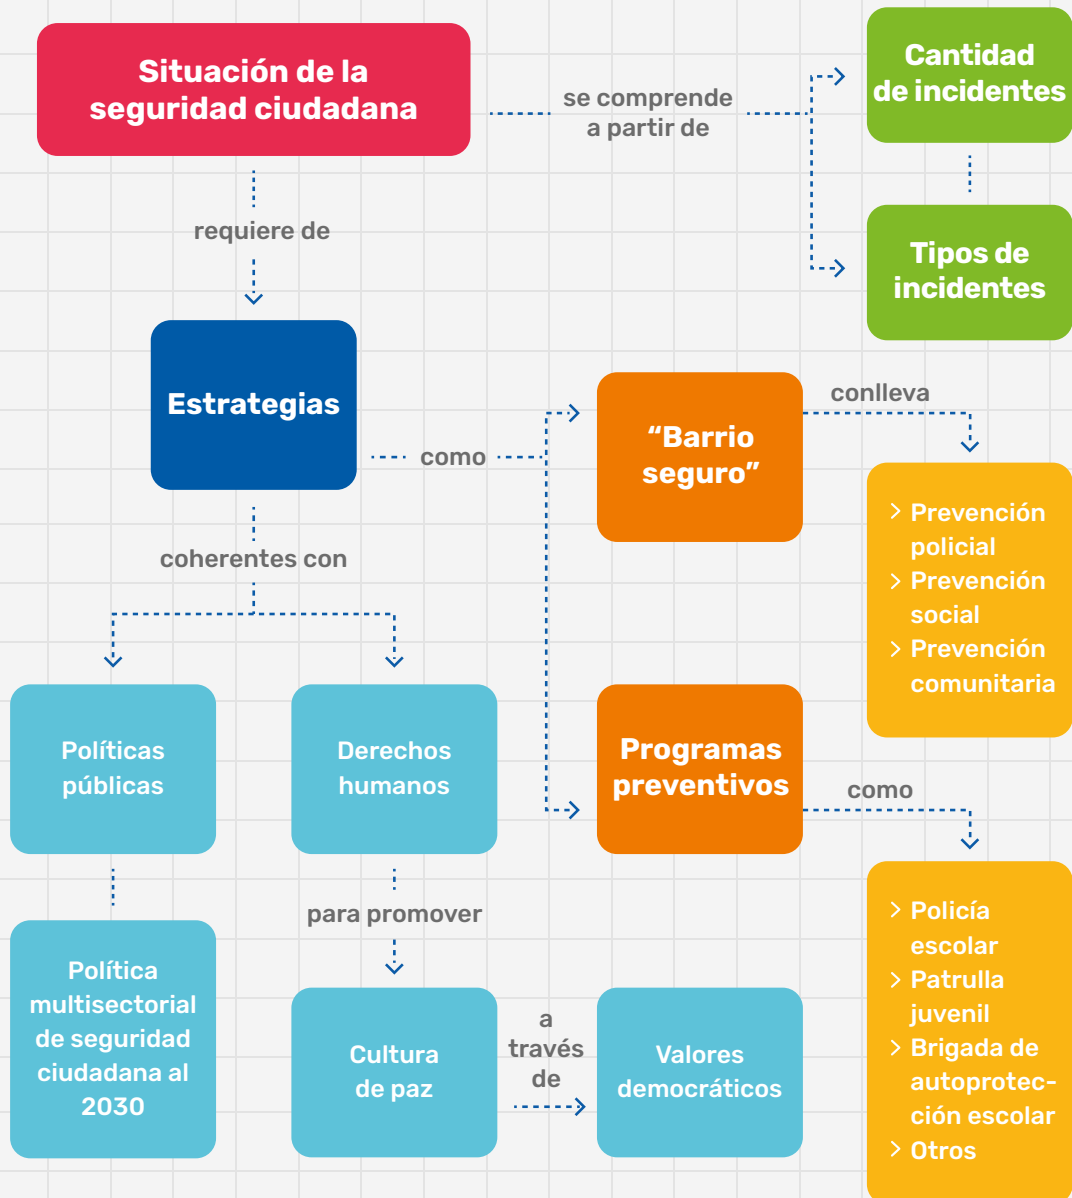 Situación de la
seguridad ciudadana
se comprende
a partir de
Cantidad
de incidentes
Tipos de
incidentes
requiere de
Estrategias
como
“Barrio
seguro”
conlleva
> Prevención
policial
> Prevención
social
> Prevención
comunitaria
coherentes con
Políticas
públicas
Derechos
humanos
Programas
preventivos
como
> Policía
escolar
> Patrulla
juvenil
> Brigada de
autoprotec-
ción escolar
> Otros
para promover
Política
multisectorial
de seguridad
ciudadana al
2030
Cultura
de paz
a
través
de
Valores
democráticos